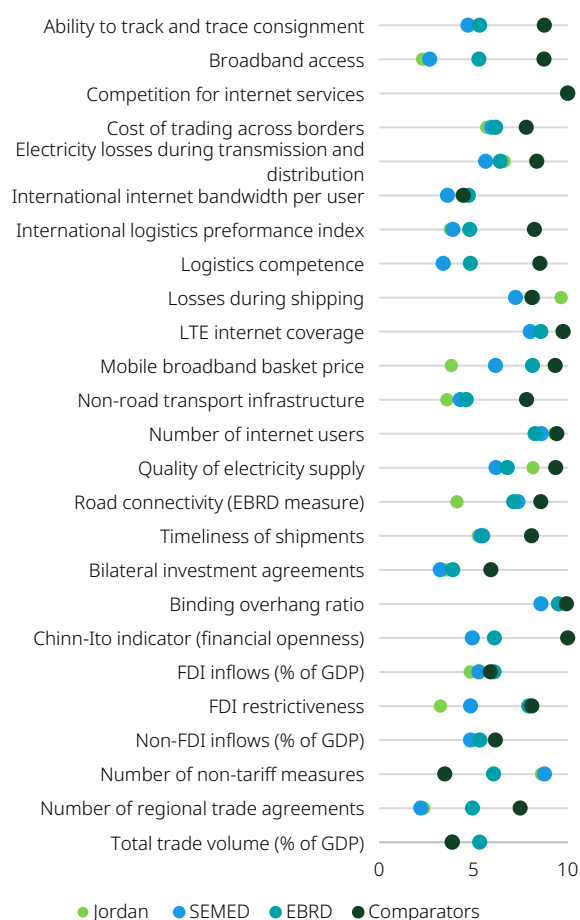 Ability to track and trace consignment
Broadband access
Competition for internet services
Cost of trading across borders
Electricity losses during transmission and
distribution
International internet bandwidth per user
International logistics preformance index
Logistics competence
Losses during shipping
LTE internet coverage
Mobile broadband basket price
Non-road transport infrastructure
Number of internet users
Quality of electricity supply
Road connectivity (EBRD measure)
Timeliness of shipments
Bilateral investment agreements
Binding overhang ratio
Chinn-Ito indicator (financial openness)
FDI inflows (% of GDP)
FDI restrictiveness
Non-FDI inflows (% of GDP)
Number of non-tariff measures
Number of regional trade agreements
Total trade volume (% of GDP)
0 5 10
Jordan SEMED EBRD Comparators